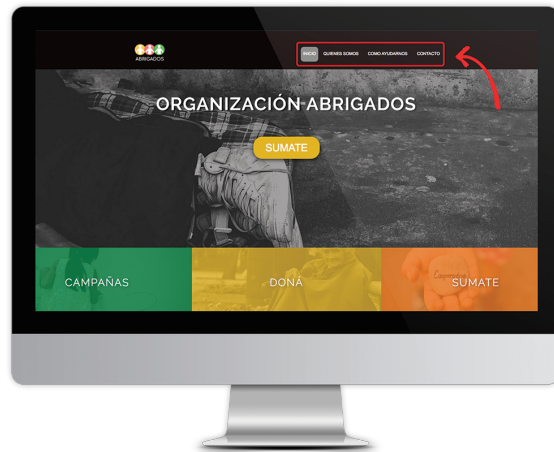 ABRIGADOS
INICIO QUIENES SOMOS COMO AYUDARNOS CONTACTO
ORGANIZACIÓN ABRIGADOS
SUMATE
CAMPAÑAS
DONÁ
SUMATE